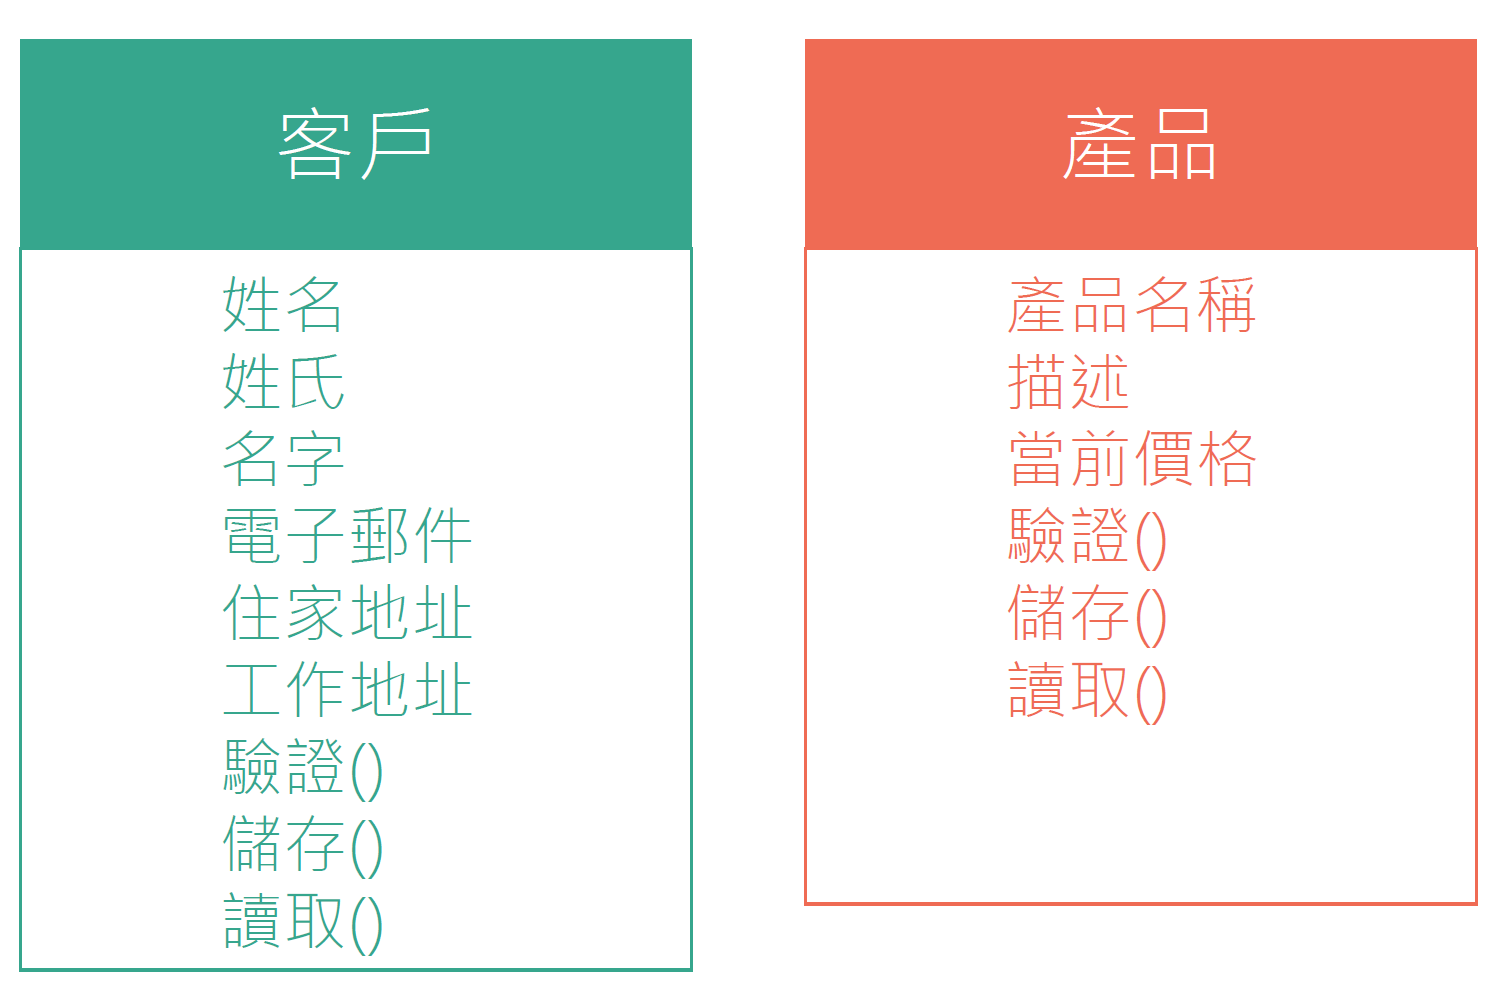 客戶
姓名
姓氏
名字
電子郵件
住家地址
工作地址
驗證()
儲存()
讀取()
產品
產品名稱
描述
當前價格
驗證()
儲存()
讀取()